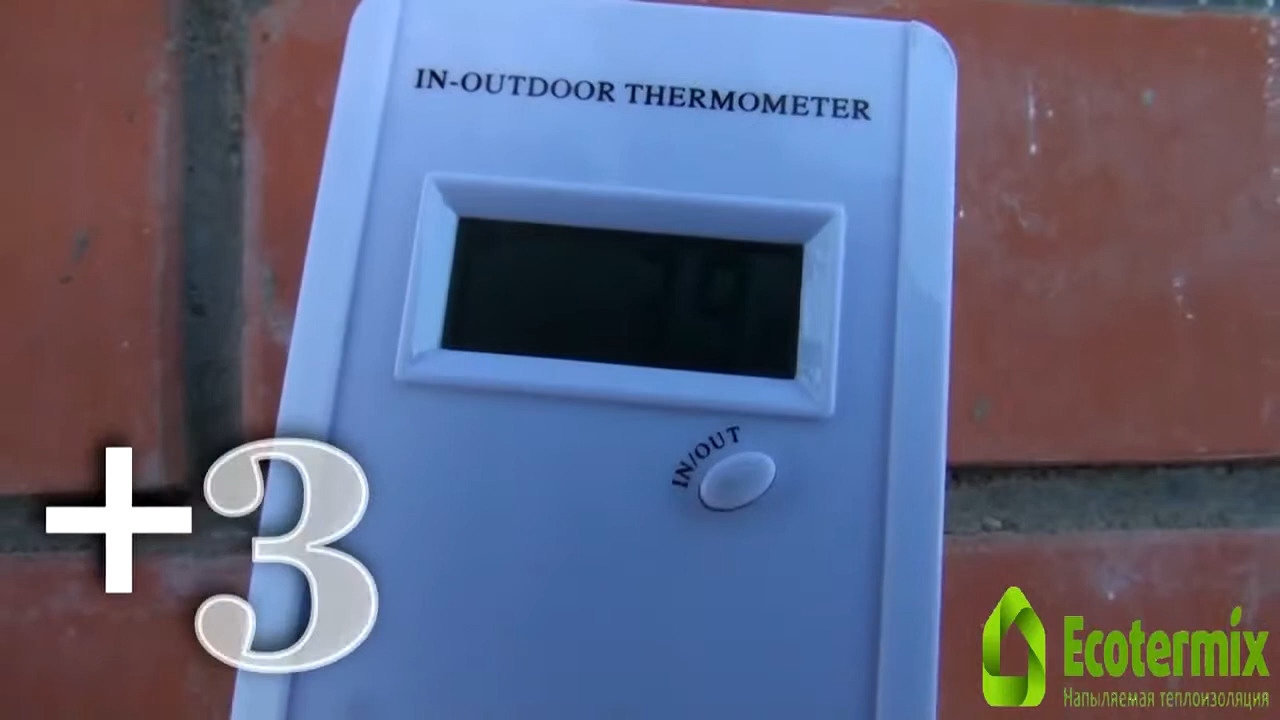 IN-OUTDOOR THERMOMETER
IN/OUT
+3
Ecotermix
Напыляемая теплоизоляция